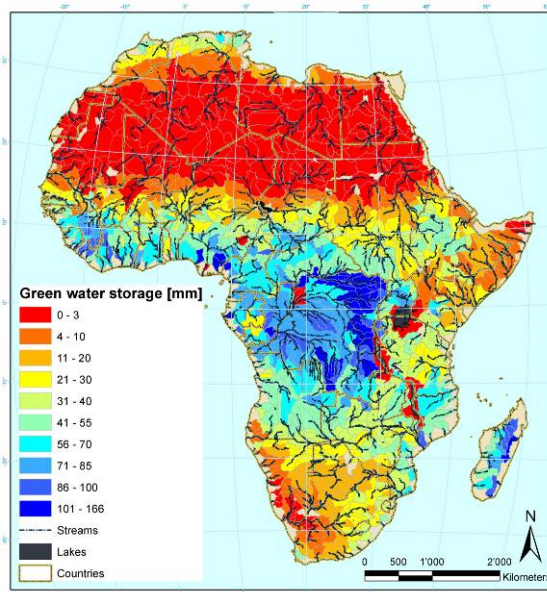 Green water storage [mm]
0 - 3
4 - 10
11 - 20
21 - 30
31 - 40
41 - 55
56 - 70
71 - 85
86 - 100
101 - 166
Streams
Lakes
Countries
N
0 500 1'000 2'000
Kilometers